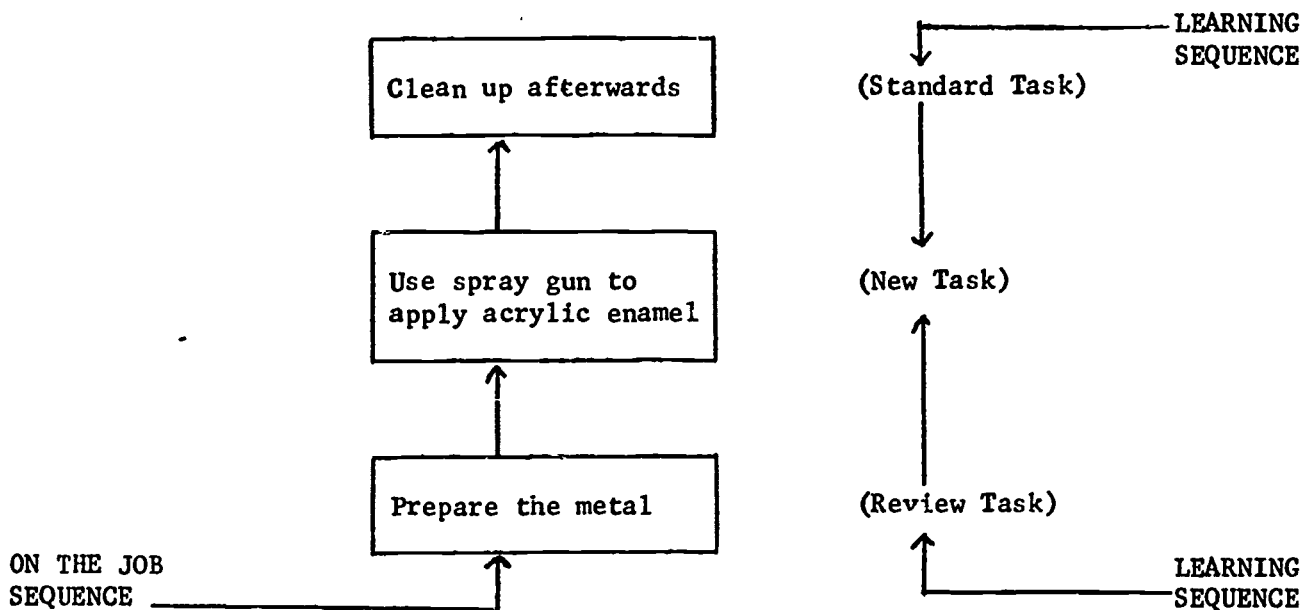 LEARNING
SEQUENCE
Clean up afterwards
(Standard Task)
Use spray gun to
apply acrylic enamel
(New Task)
Prepare the metal
(Review Task)
ON THE JOB
SEQUENCE
LEARNING
SEQUENCE